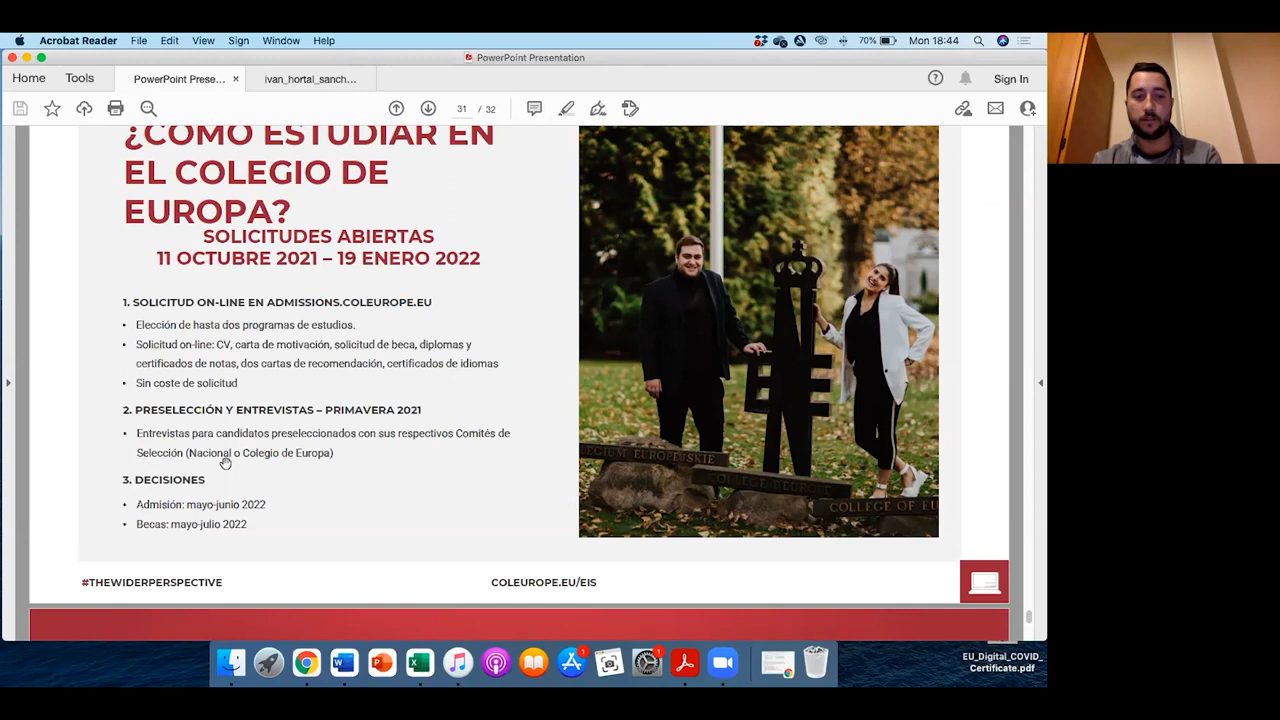 Acrobat Reader File Edit View Sign Window Help 70% Mon 18:44
PowerPoint Presentation
Home Tools PowerPoint Prese... × ivan_hortal_sanch... Sign In
31 / 32
¿CÓMO ESTUDIAR EN
EL COLEGIO DE
EUROPA?
SOLICITUDES ABIERTAS
11 OCTUBRE 2021 – 19 ENERO 2022
1. SOLICITUD ON-LINE EN ADMISSIONS.COLEUROPE.EU
• Elección de hasta dos programas de estudios.
• Solicitud on-line: CV, carta de motivación, solicitud de beca, diplomas y
certificados de notas, dos cartas de recomendación, certificados de idiomas
• Sin coste de solicitud
2. PRESELECCIÓN Y ENTREVISTAS – PRIMAVERA 2021
• Entrevistas para candidatos preseleccionados con sus respectivos Comités de
Selección (Nacional o Colegio de Europa)
3. DECISIONES
• Admisión: mayo-junio 2022
• Becas: mayo-julio 2022
EUROPEJSKIE
COLLEGE OF EU
#THEWIDERPERSPECTIVE
COLEUROPE.EU/EIS
EU_Digital_COVID_
Certificate.pdf